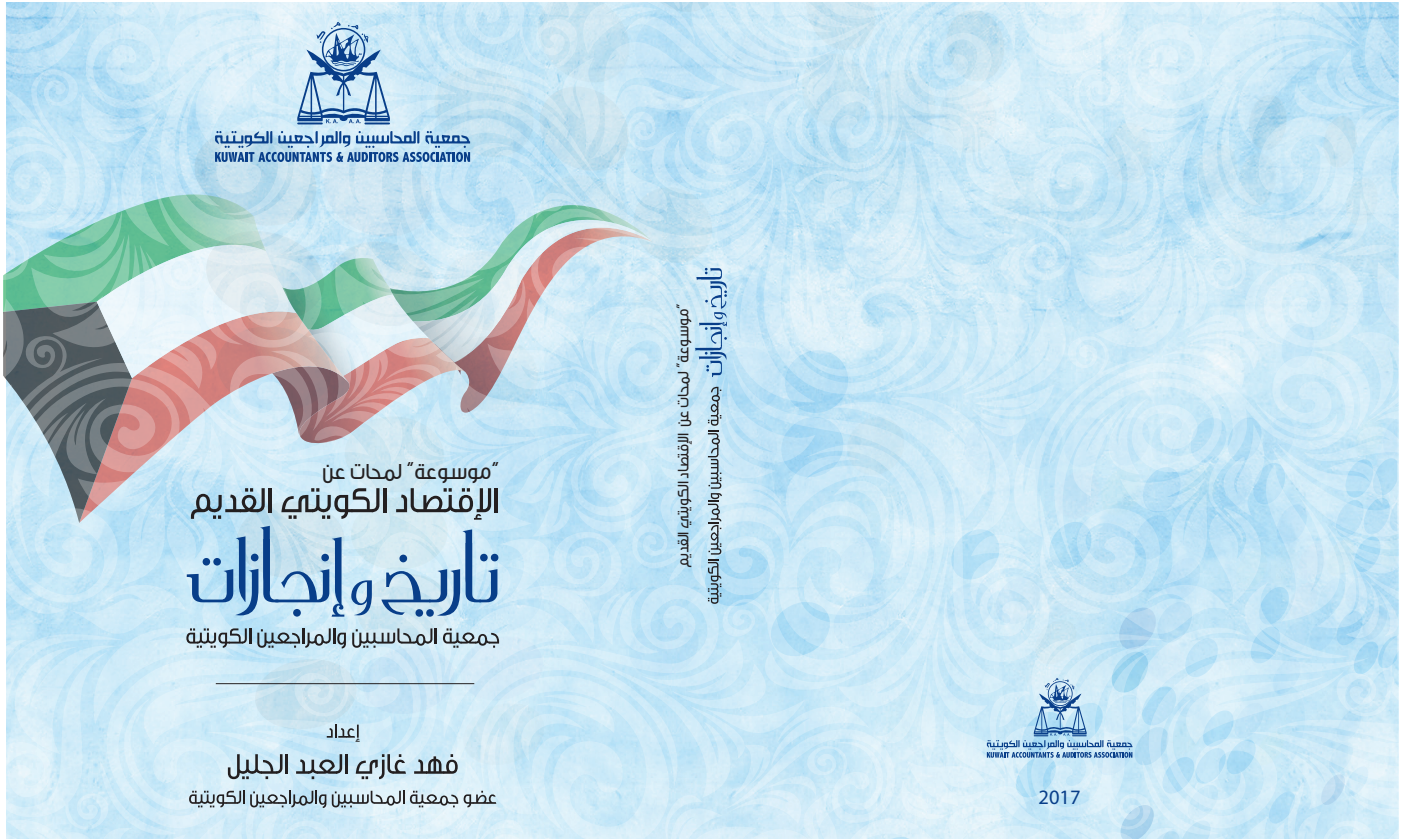 K.A. A.A.
جمعية المحاسبين والمراجعين الكويتية
KUWAIT ACCOUNTANTS & AUDITORS ASSOCIATION
"موسوعة" لمحات عن
الإقتصاد الكويتي القديم
تاريخ وإنجازات
جمعية المحاسبين والمراجعين الكويتية
إعداد
فهد غازي العبد الجليل
عضو جمعية المحاسبين والمراجعين الكويتية
تاريخ وإنجازات جمعية المحاسبين والمراجعين الكويتية
"موسوعة" لمحات عن الإقتصاد الكويتي القديم
جمعية المحاسبين والمراجعين الكويتية
KUWAIT ACCOUNTANTS & AUDITORS ASSOCIATION
2017